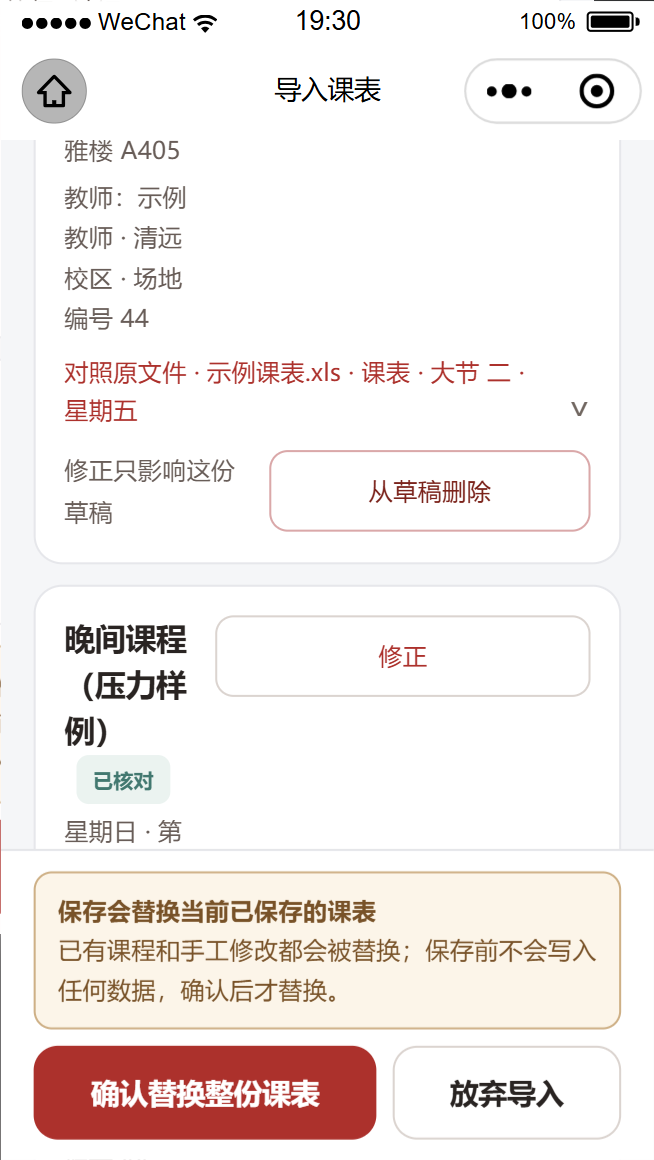 WeChat 19:30 100%
导入课表
雅楼 A405
教师：示例
教师 · 清远
校区 · 场地
编号 44
对照原文件 · 示例课表.xls · 课表 · 大节 二 ·
星期五
修正只影响这份
草稿
从草稿删除
晚间课程
（压力样
例）
修正
已核对
星期日 · 第
保存会替换当前已保存的课表
已有课程和手工修改都会被替换；保存前不会写入
任何数据，确认后才替换。
确认替换整份课表
放弃导入